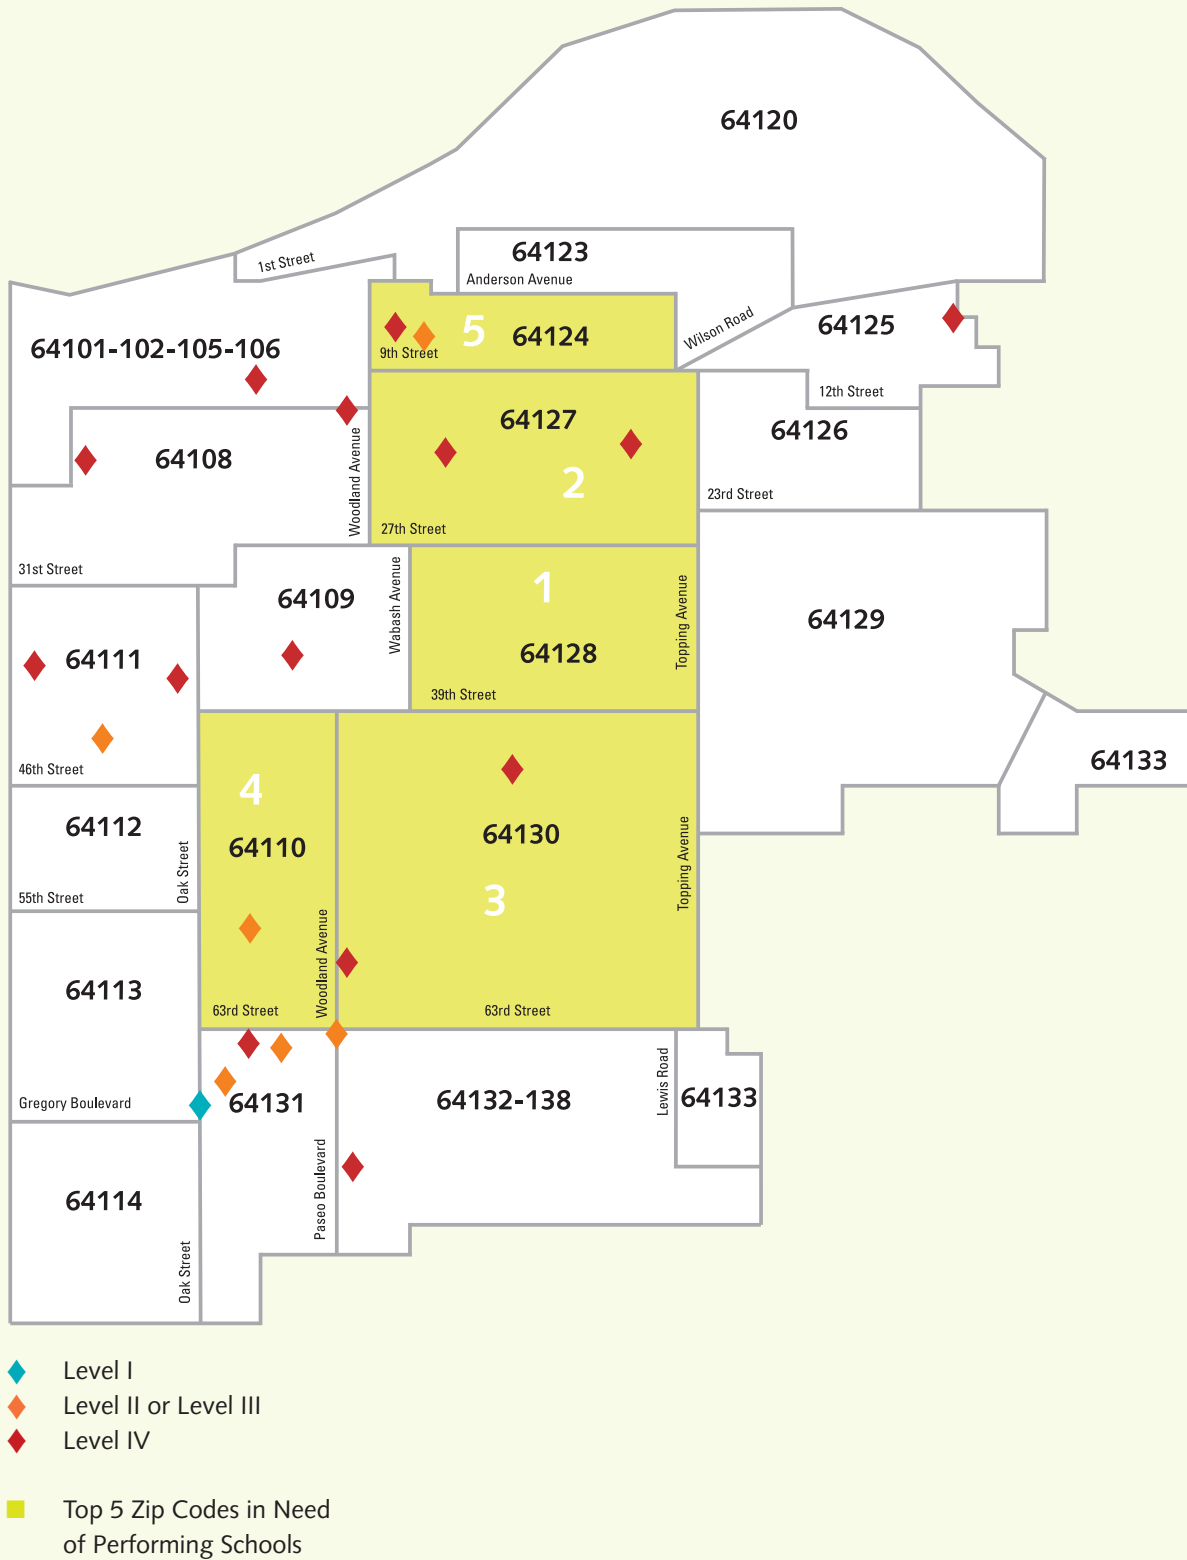 64120
1st Street
64123
Anderson Avenue
Wilson Road
64125
12th Street
64101-102-105-106
5
64124
9th Street
64127
2
27th Street
64126
23rd Street
64108
Woodland Avenue
31st Street
64109
Wabash Avenue
1
64128
39th Street
Topping Avenue
64129
64133
64111
46th Street
64112
55th Street
Oak Street
4
64110
63rd Street
Woodland Avenue
64130
3
63rd Street
Topping Avenue
64113
Gregory Boulevard
64131
Paseo Boulevard
64132-138
Lewis Road
64133
64114
Oak Street
Level I
Level II or Level III
Level IV
Top 5 Zip Codes in Need
of Performing Schools